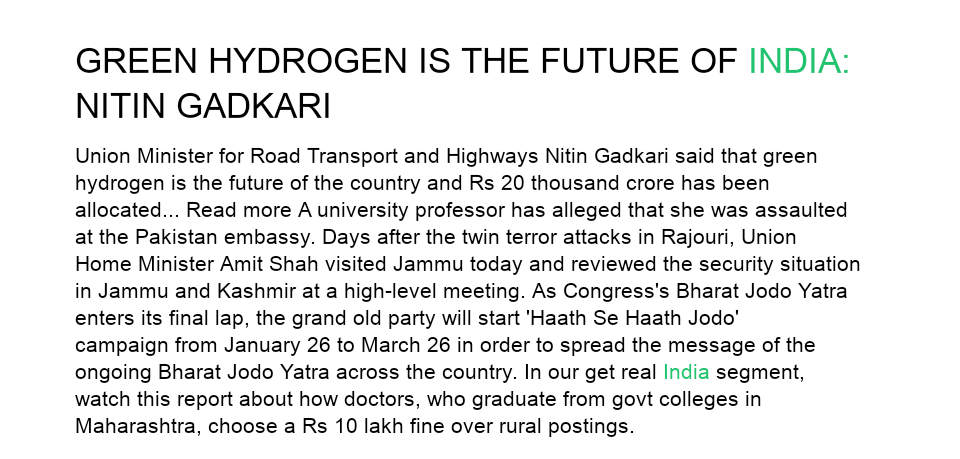 GREEN HYDROGEN IS THE FUTURE OF INDIA:
NITIN GADKARI
Union Minister for Road Transport and Highways Nitin Gadkari said that green
hydrogen is the future of the country and Rs 20 thousand crore has been
allocated... Read more A university professor has alleged that she was assaulted
at the Pakistan embassy. Days after the twin terror attacks in Rajouri, Union
Home Minister Amit Shah visited Jammu today and reviewed the security situation
in Jammu and Kashmir at a high-level meeting. As Congress's Bharat Jodo Yatra
enters its final lap, the grand old party will start 'Haath Se Haath Jodo'
campaign from January 26 to March 26 in order to spread the message of the
ongoing Bharat Jodo Yatra across the country. In our get real India segment,
watch this report about how doctors, who graduate from govt colleges in
Maharashtra, choose a Rs 10 lakh fine over rural postings.